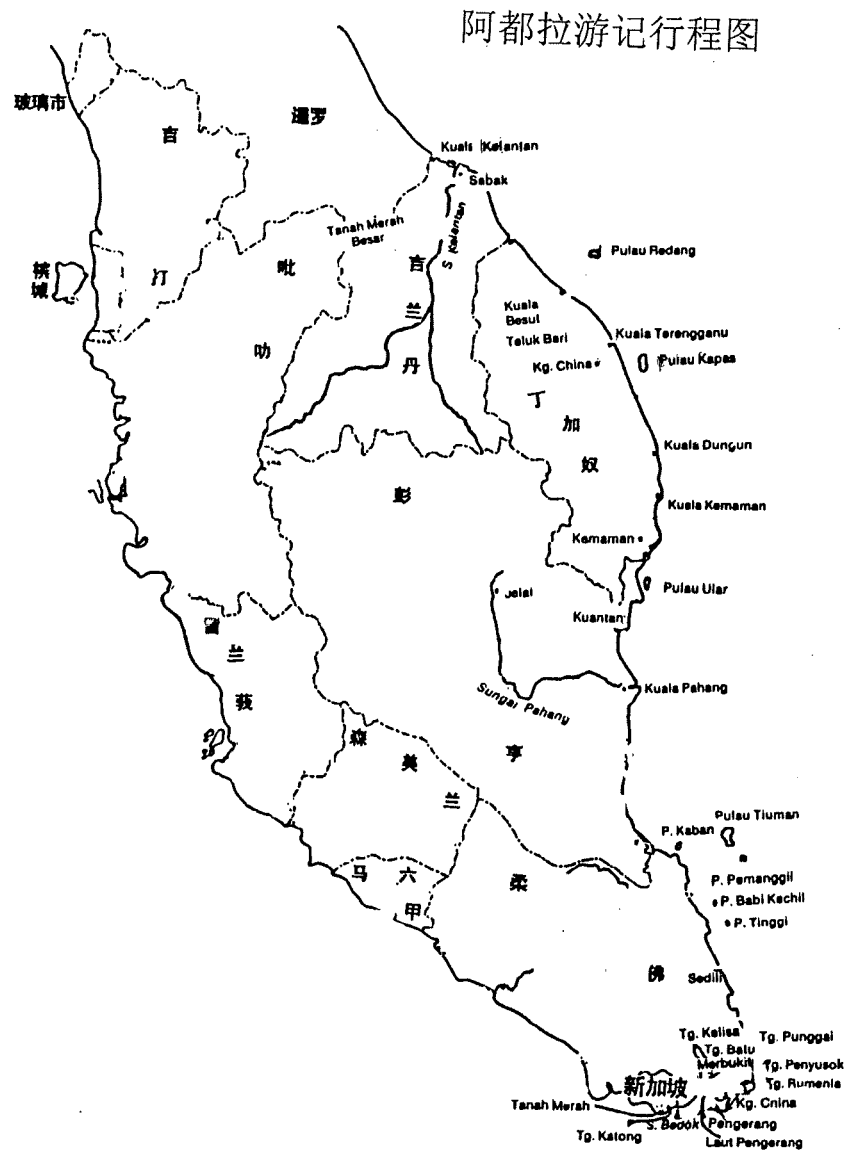 阿都拉游记行程图
玻璃市
吉
打
暹罗
Kuala Kelantan
Sabak
Tanah Merah
Besar
S Kelantan
槟
城
吡
叻
吉
兰
丹
Pulau Redang
Kuala
Besut
Teluk Bari
Kuala Terengganu
Kg. China
Pulau Kapas
丁
加
奴
Kuala Dungun
Kuala Kemaman
Kemaman
彭
亨
Jelai
Pulau Ular
Kuantan
Kuala Pahang
Sungai Pahang
兰
莪
森
美
兰
马 六
甲
柔
佛
P. Kaban
Pulau Tiuman
P. Pemanggil
P. Babi Kechil
P. Tinggi
Sedili
Tg. Kelisa
Tg. Punggai
Tg. Batu
Merbukit
Tg. Penyusok
Tg. Rumenia
新加坡
Kg. China
Tanah Merah
S. Bedok
Pengerang
Tg. Katong
Laut Pengerang